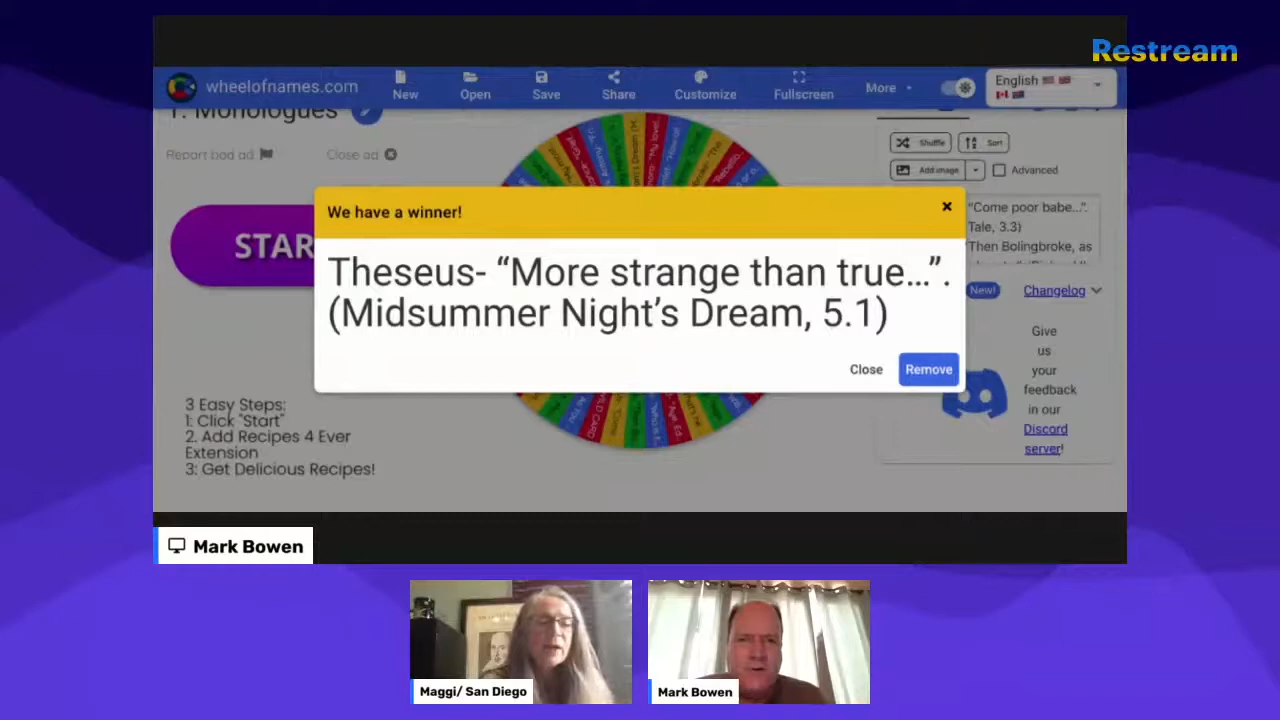 Restream
wheelofnames.com
New
Open
Save
Share
Customize
Fullscreen
More
English
1. Monologues
Report bad ad
Close ad
Shuffle
Sort
Add image
Advanced
STAR
We have a winner!
Theseus- “More strange than true…”.
(Midsummer Night’s Dream, 5.1)
Close
Remove
“Come poor babe…”.
Tale, 3.3)
Then Bolingbroke, as
New!
Changelog
Give
us
your
feedback
in our
Discord
server!
3 Easy Steps:
1: Click "Start"
2. Add Recipes 4 Ever
Extension
3: Get Delicious Recipes!
Mark Bowen
Maggi/ San Diego
Mark Bowen